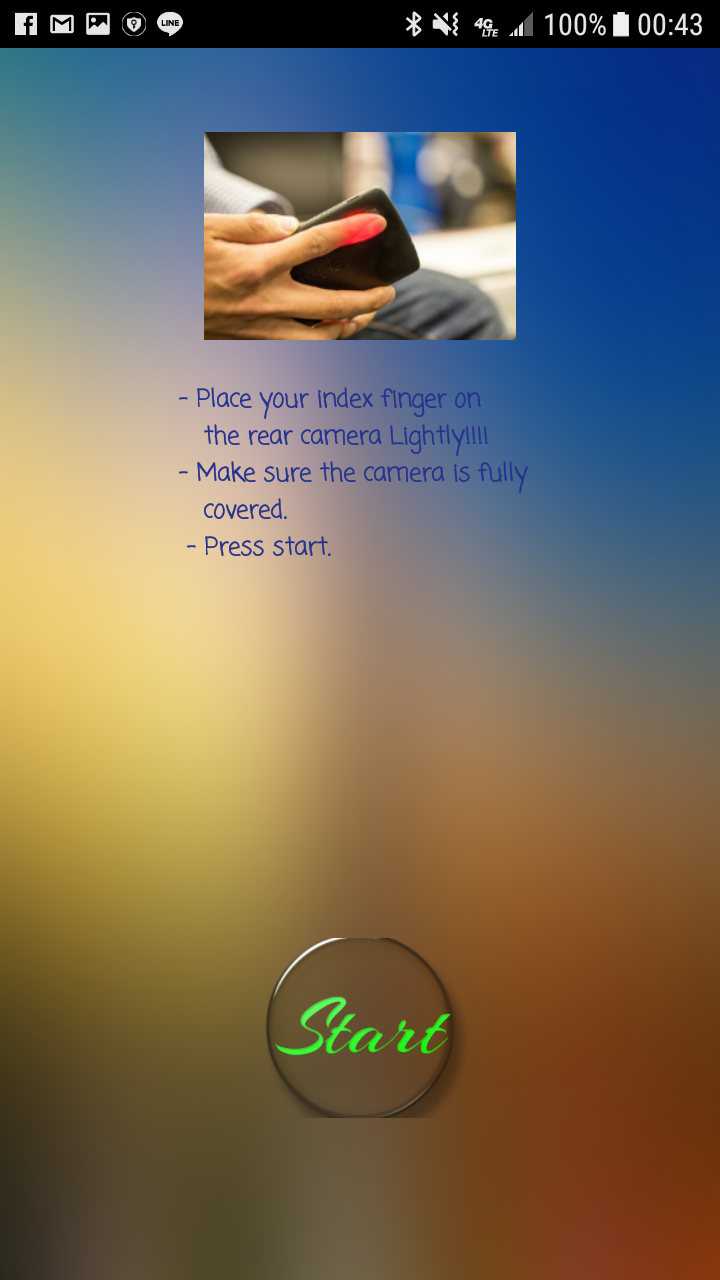 LINE
4G LTE
100%
00:43
- Place your index finger on
the rear camera Lightly!!!!
- Make sure the camera is fully
covered.
- Press start.
Start